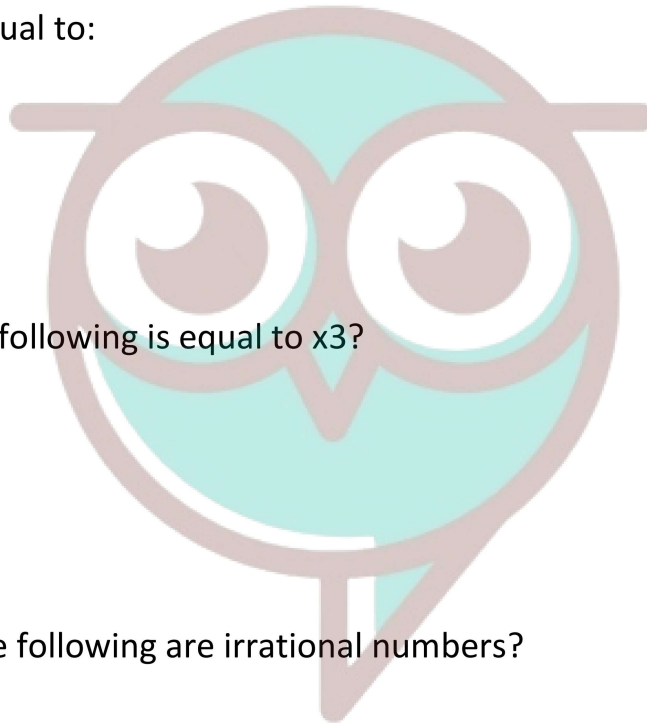 ual to:
following is equal to x3?
e following are irrational numbers?